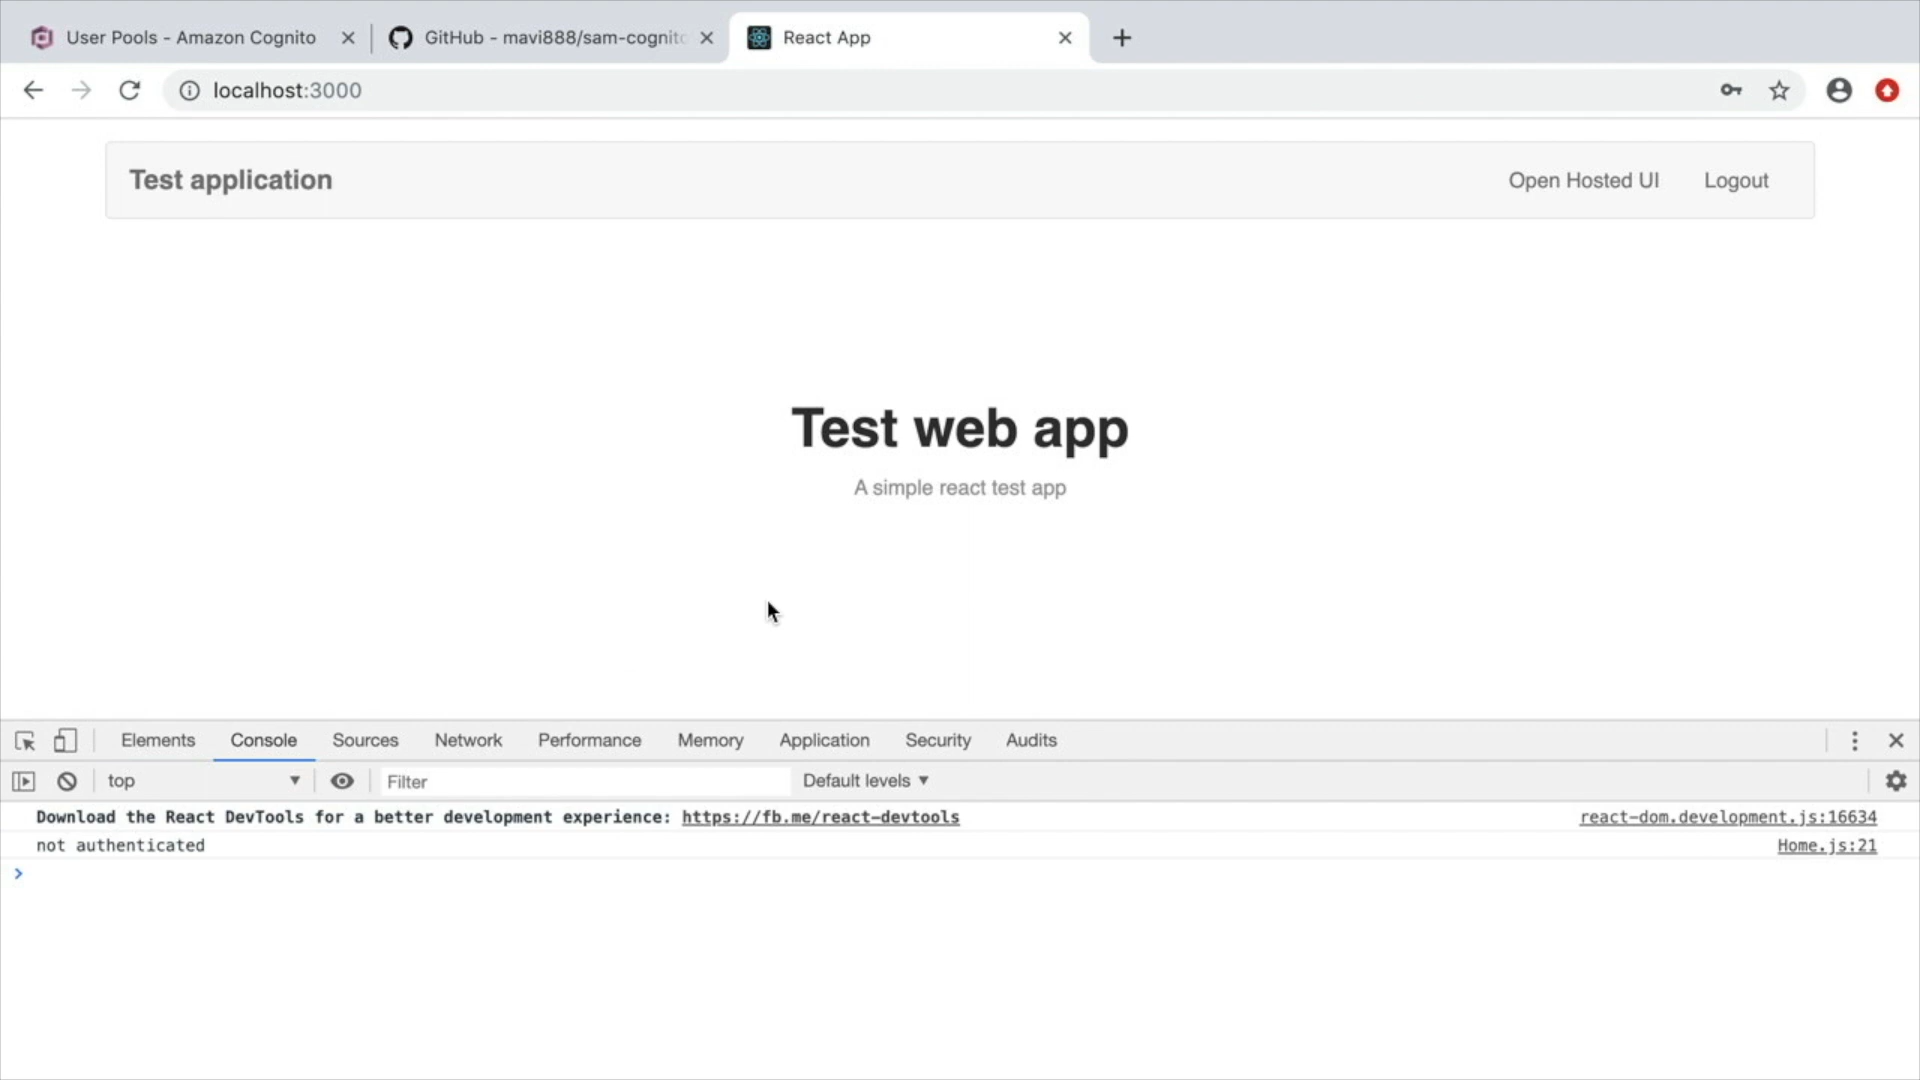 User Pools - Amazon Cognito
GitHub - mavi888/sam-cognito
React App
localhost:3000
Test application
Open Hosted UI
Logout
Test web app
A simple react test app
Elements
Console
Sources
Network
Performance
Memory
Application
Security
Audits
top
Filter
Default levels
Download the React DevTools for a better development experience: https://fb.me/react-devtools
react-dom.development.js:16634
not authenticated
Home.js:21